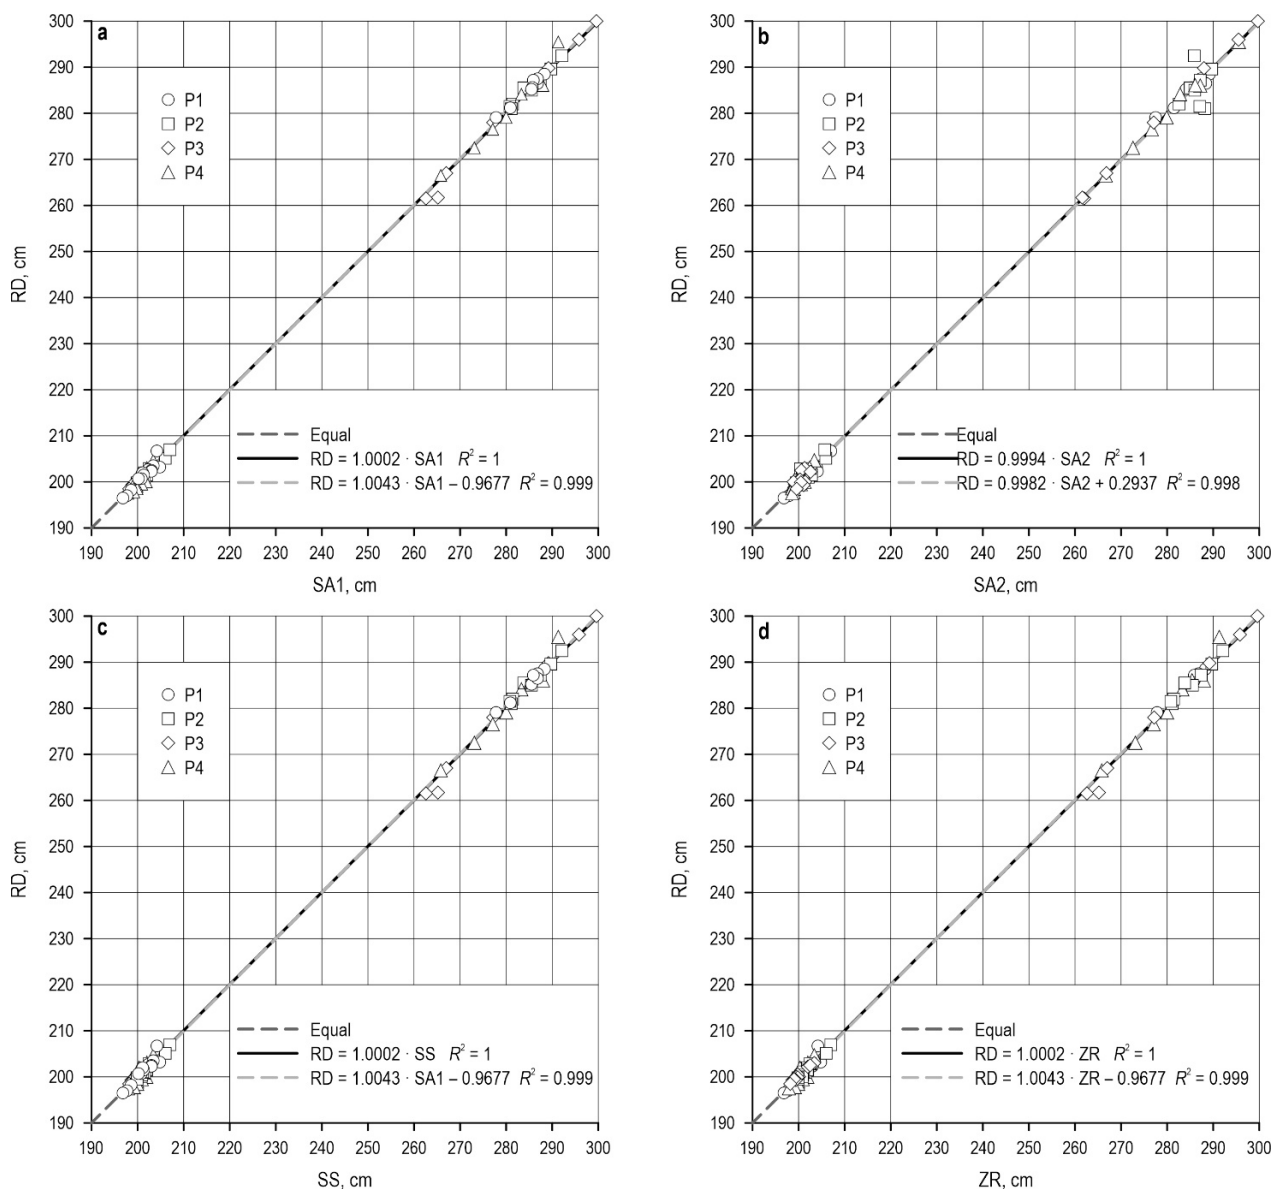 a
P1
P2
P3
P4
300
290
280
270
260
250
240
230
220
210
200
190
RD, cm
Equal
RD = 1.0002 · SA1 R² = 1
RD = 1.0043 · SA1 – 0.9677 R² = 0.999
190 200 210 220 230 240 250 260 270 280 290 300
SA1, cm
b
P1
P2
P3
P4
300
290
280
270
260
250
240
230
220
210
200
190
RD, cm
Equal
RD = 0.9994 · SA2 R² = 1
RD = 0.9982 · SA2 + 0.2937 R² = 0.998
190 200 210 220 230 240 250 260 270 280 290 300
SA2, cm
c
P1
P2
P3
P4
300
290
280
270
260
250
240
230
220
210
200
190
RD, cm
Equal
RD = 1.0002 · SS R² = 1
RD = 1.0043 · SA1 – 0.9677 R² = 0.999
190 200 210 220 230 240 250 260 270 280 290 300
SS, cm
d
P1
P2
P3
P4
300
290
280
270
260
250
240
230
220
210
200
190
RD, cm
Equal
RD = 1.0002 · ZR R² = 1
RD = 1.0043 · ZR – 0.9677 R² = 0.999
190 200 210 220 230 240 250 260 270 280 290 300
ZR, cm